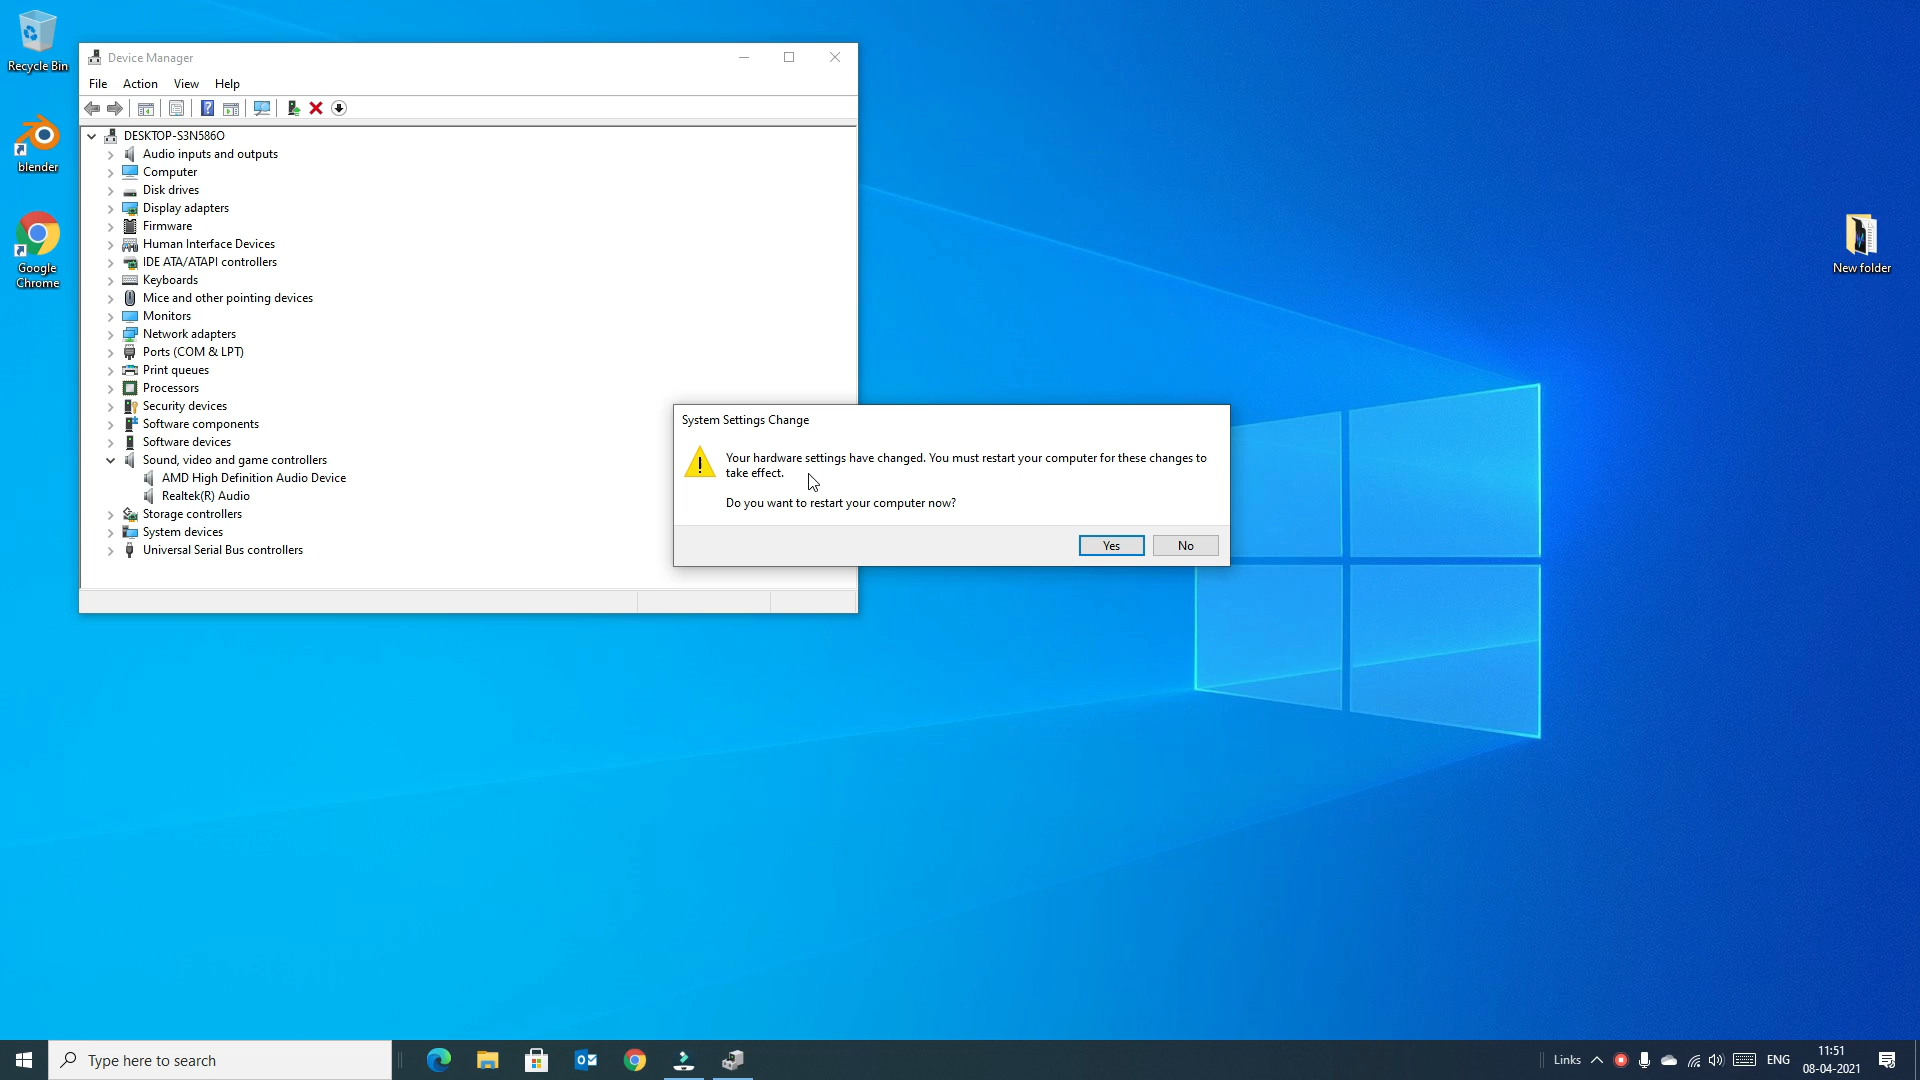 Recycle Bin
blender
Google
Chrome
Device Manager
File Action View Help
DESKTOP-S3N586O
Audio inputs and outputs
Computer
Disk drives
Display adapters
Firmware
Human Interface Devices
IDE ATA/ATAPI controllers
Keyboards
Mice and other pointing devices
Monitors
Network adapters
Ports (COM & LPT)
Print queues
Processors
Security devices
Software components
Software devices
Sound, video and game controllers
AMD High Definition Audio Device
Realtek(R) Audio
Storage controllers
System devices
Universal Serial Bus controllers
System Settings Change
Your hardware settings have changed. You must restart your computer for these changes to
take effect.
Do you want to restart your computer now?
Yes No
New folder
Type here to search
Links
ENG
11:51
08-04-2021